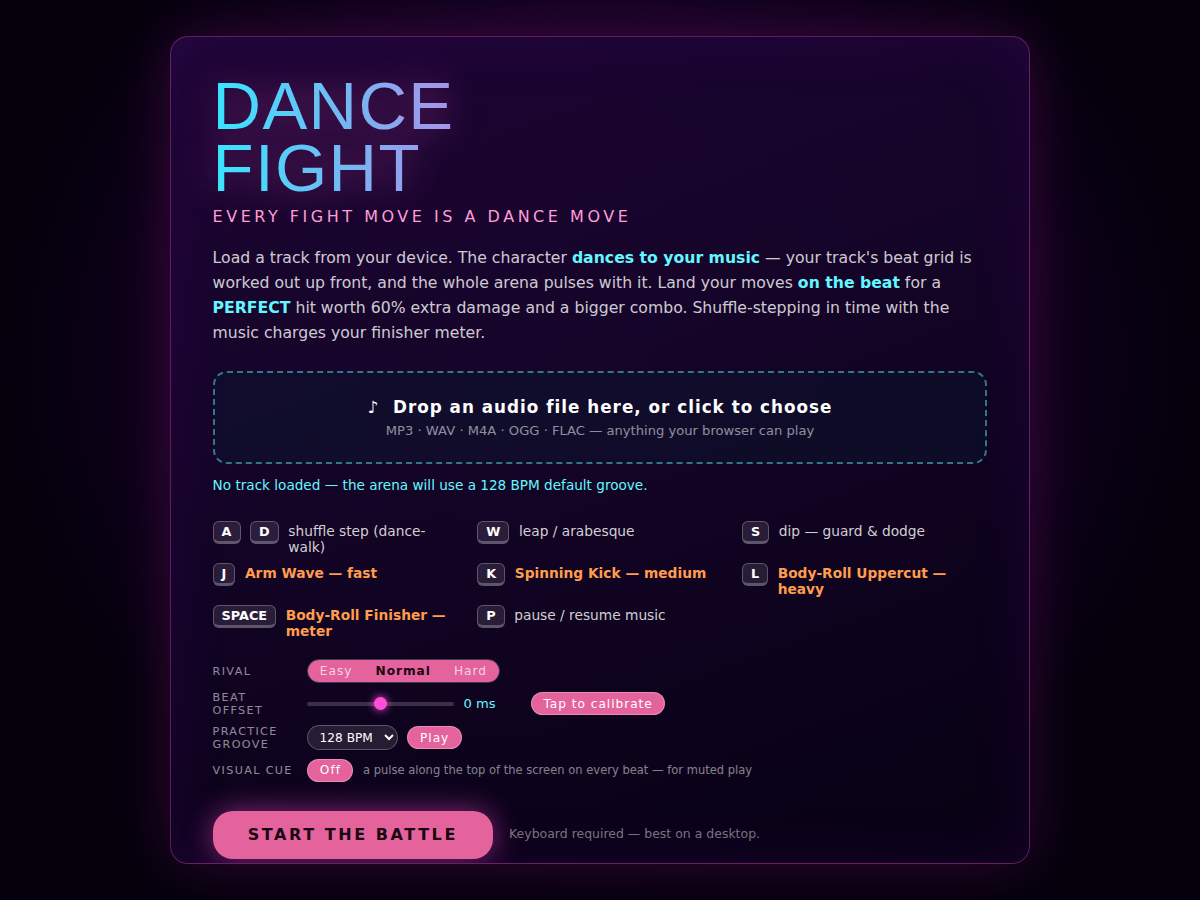 DANCE
FIGHT
EVERY FIGHT MOVE IS A DANCE MOVE
Load a track from your device. The character dances to your music — your track's beat grid is
worked out up front, and the whole arena pulses with it. Land your moves on the beat for a
PERFECT hit worth 60% extra damage and a bigger combo. Shuffle-stepping in time with the
music charges your finisher meter.
♪ Drop an audio file here, or click to choose
MP3 · WAV · M4A · OGG · FLAC — anything your browser can play
No track loaded — the arena will use a 128 BPM default groove.
A D shuffle step (dance-
walk)
W leap / arabesque
S dip — guard & dodge
J Arm Wave — fast
K Spinning Kick — medium
L Body-Roll Uppercut —
heavy
SPACE Body-Roll Finisher —
meter
P pause / resume music
RIVAL Easy Normal Hard
BEAT
OFFSET 0 ms Tap to calibrate
PRACTICE
GROOVE 128 BPM Play
VISUAL CUE Off a pulse along the top of the screen on every beat — for muted play
START THE BATTLE Keyboard required — best on a desktop.